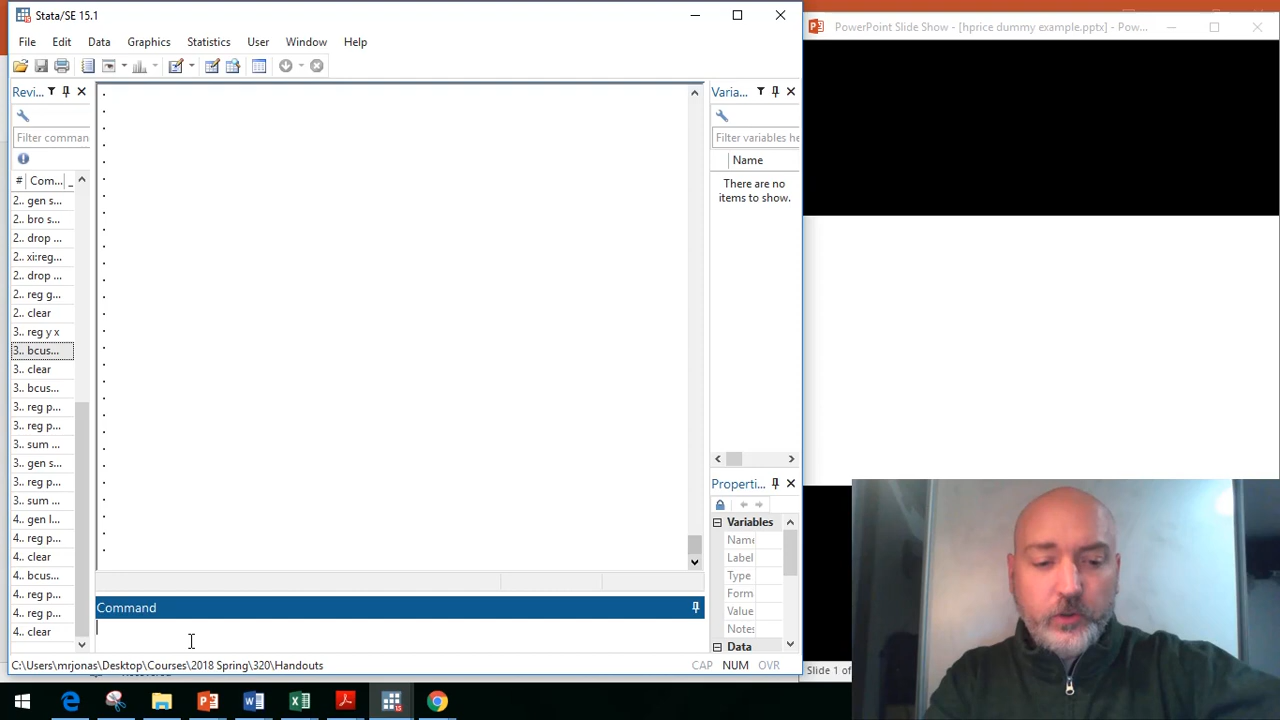 Stata/SE 15.1
PowerPoint Slide Show - [hprice dummy example.pptx] - Pow...
File Edit Data Graphics Statistics User Window Help
Revi...
Filter comman
# Com...
2.. gen s...
2.. bro s...
2.. drop ...
2.. xi:reg...
2.. drop ...
2.. reg g...
2.. clear
3.. reg y x
3.. bcus...
3.. clear
3.. bcus...
3.. reg p...
3.. reg p...
3.. sum ...
3.. gen s...
3.. reg p...
3.. sum ...
4.. gen l...
4.. reg p...
4.. clear
4.. bcus...
4.. reg p...
4.. reg p...
4.. clear
Command
Varia...
Filter variables he
Name
There are no
items to show.
Properti...
Variables
Name
Label
Type
Form
Value
Notes
Data
C:\Users\mrjonas\Desktop\Courses\2018 Spring\320\Handouts
CAP NUM OVR
Slide 1 of